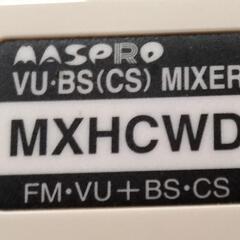 MASPRO
VU·BS(CS) MIXER
MXHCWD
FM·VU+BS·CS